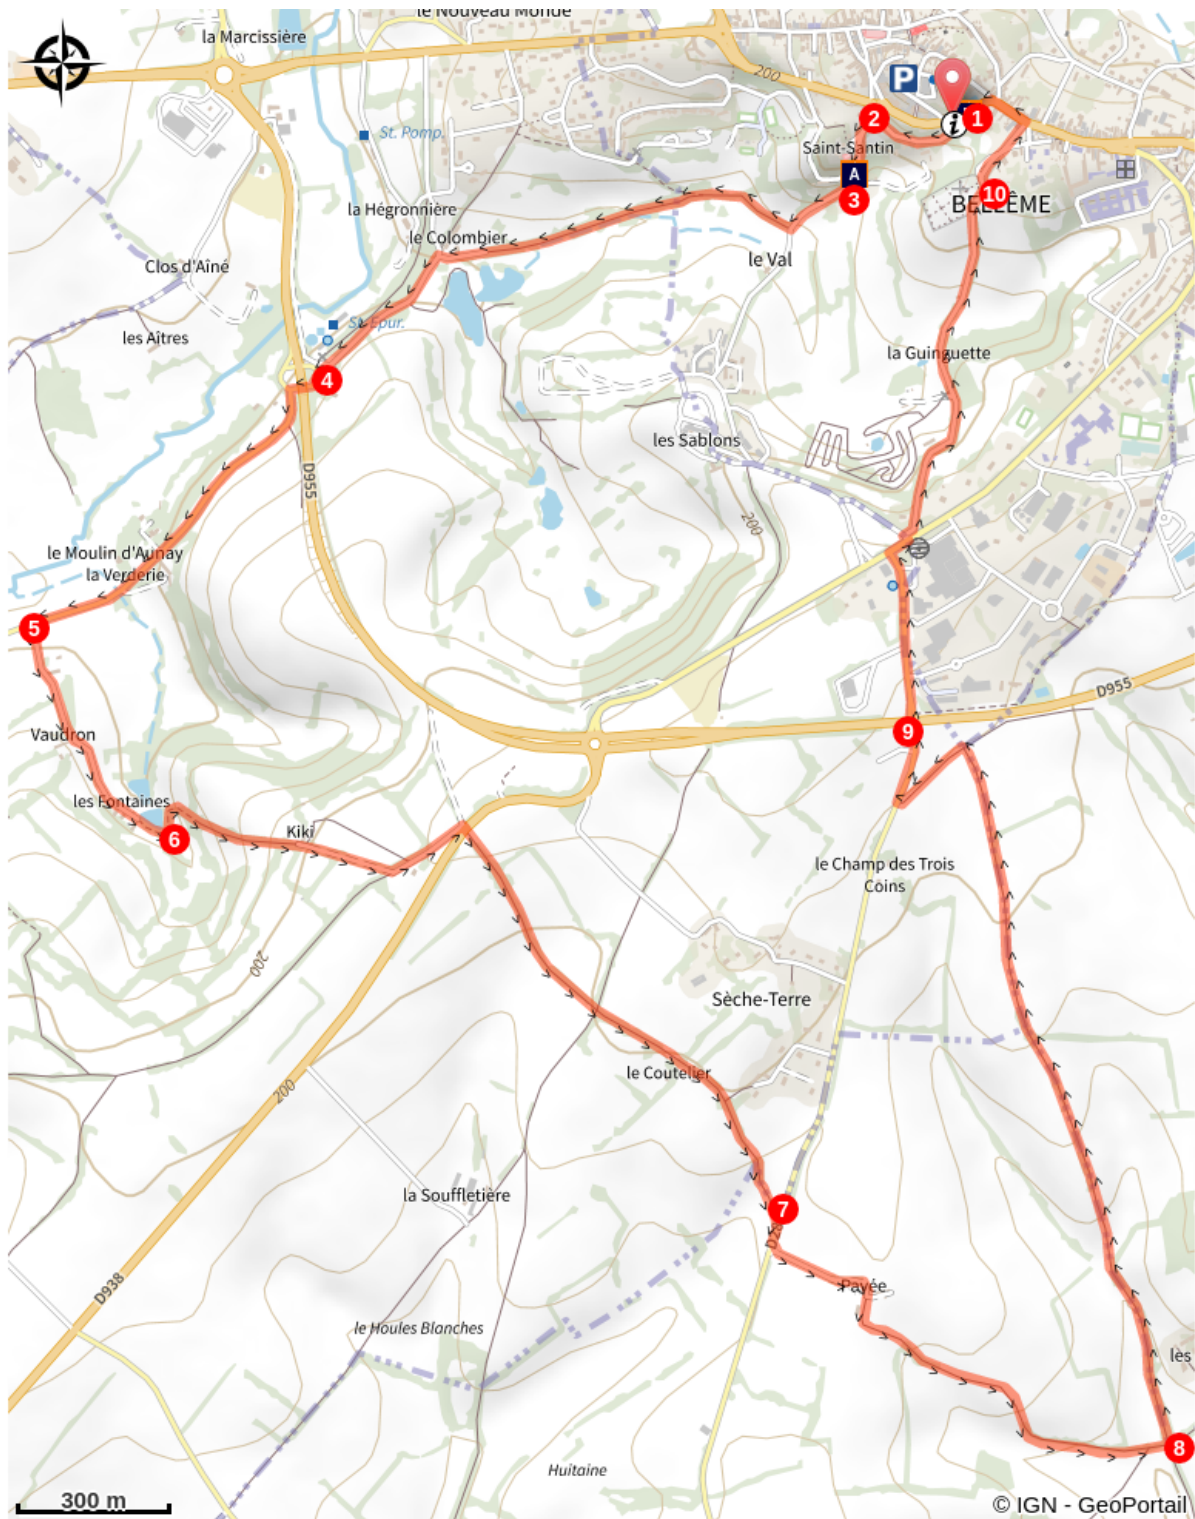 le Nouveau Monde
la Marcissière
200
P
i
1
2
St. Pomp.
Saint-Santin
A
3
10
BELLÊME
la Hégronnière
le Colombier
le Val
Clos d'Aîné
St. Epur.
les Aîtres
la Guinguette
4
les Sablons
D955
200
le Moulin d'Aunay
la Verderie
5
D955
Vaudron
9
les Fontaines
Kiki
6
le Champ des Trois
Coins
200
Sèche-Terre
le Coutelier
200
la Souffletière
7
Pavée
D938
le Houles Blanches
les
8
Huitaine
300 m
© IGN - GeoPortail